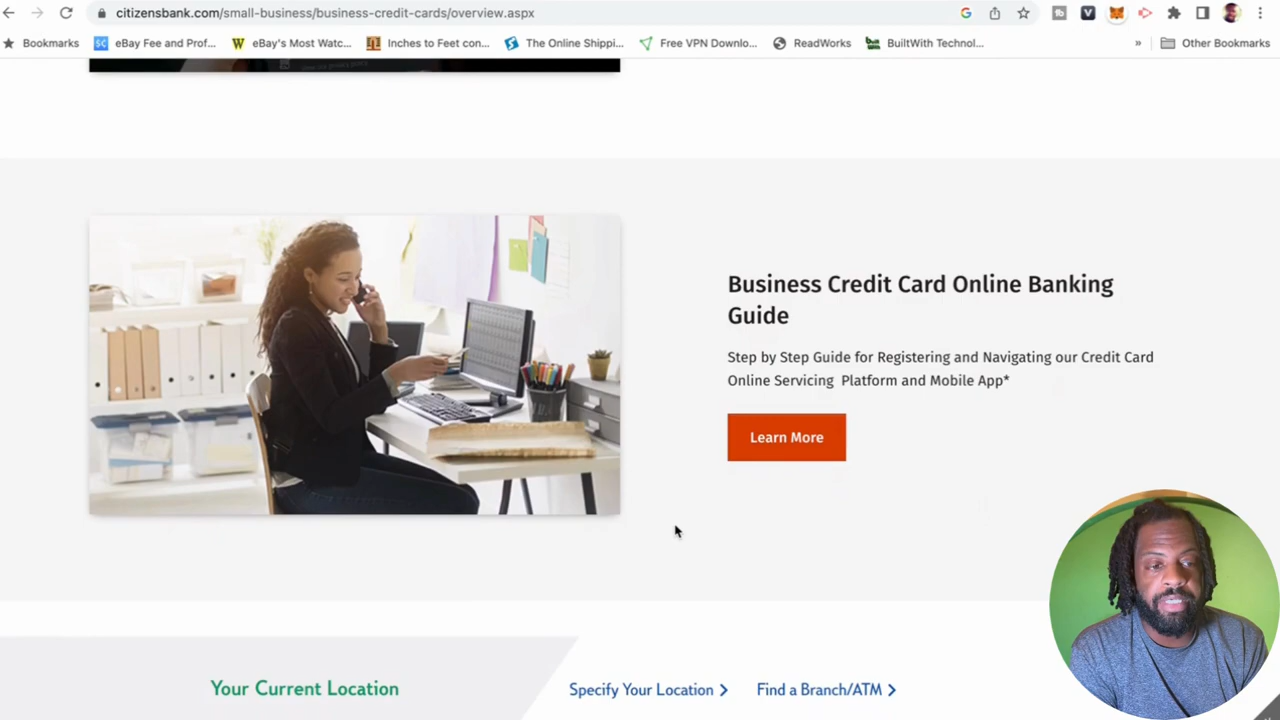 citizensbank.com/small-business/business-credit-cards/overview.aspx
Bookmarks eBay Fee and Prof... eBay's Most Watc... Inches to Feet con... The Online Shippi... Free VPN Downlo... ReadWorks BuiltWith Technol... » Other Bookmarks
Business Credit Card Online Banking
Guide
Step by Step Guide for Registering and Navigating our Credit Card
Online Servicing Platform and Mobile App*
Learn More
Your Current Location
Specify Your Location
Find a Branch/ATM